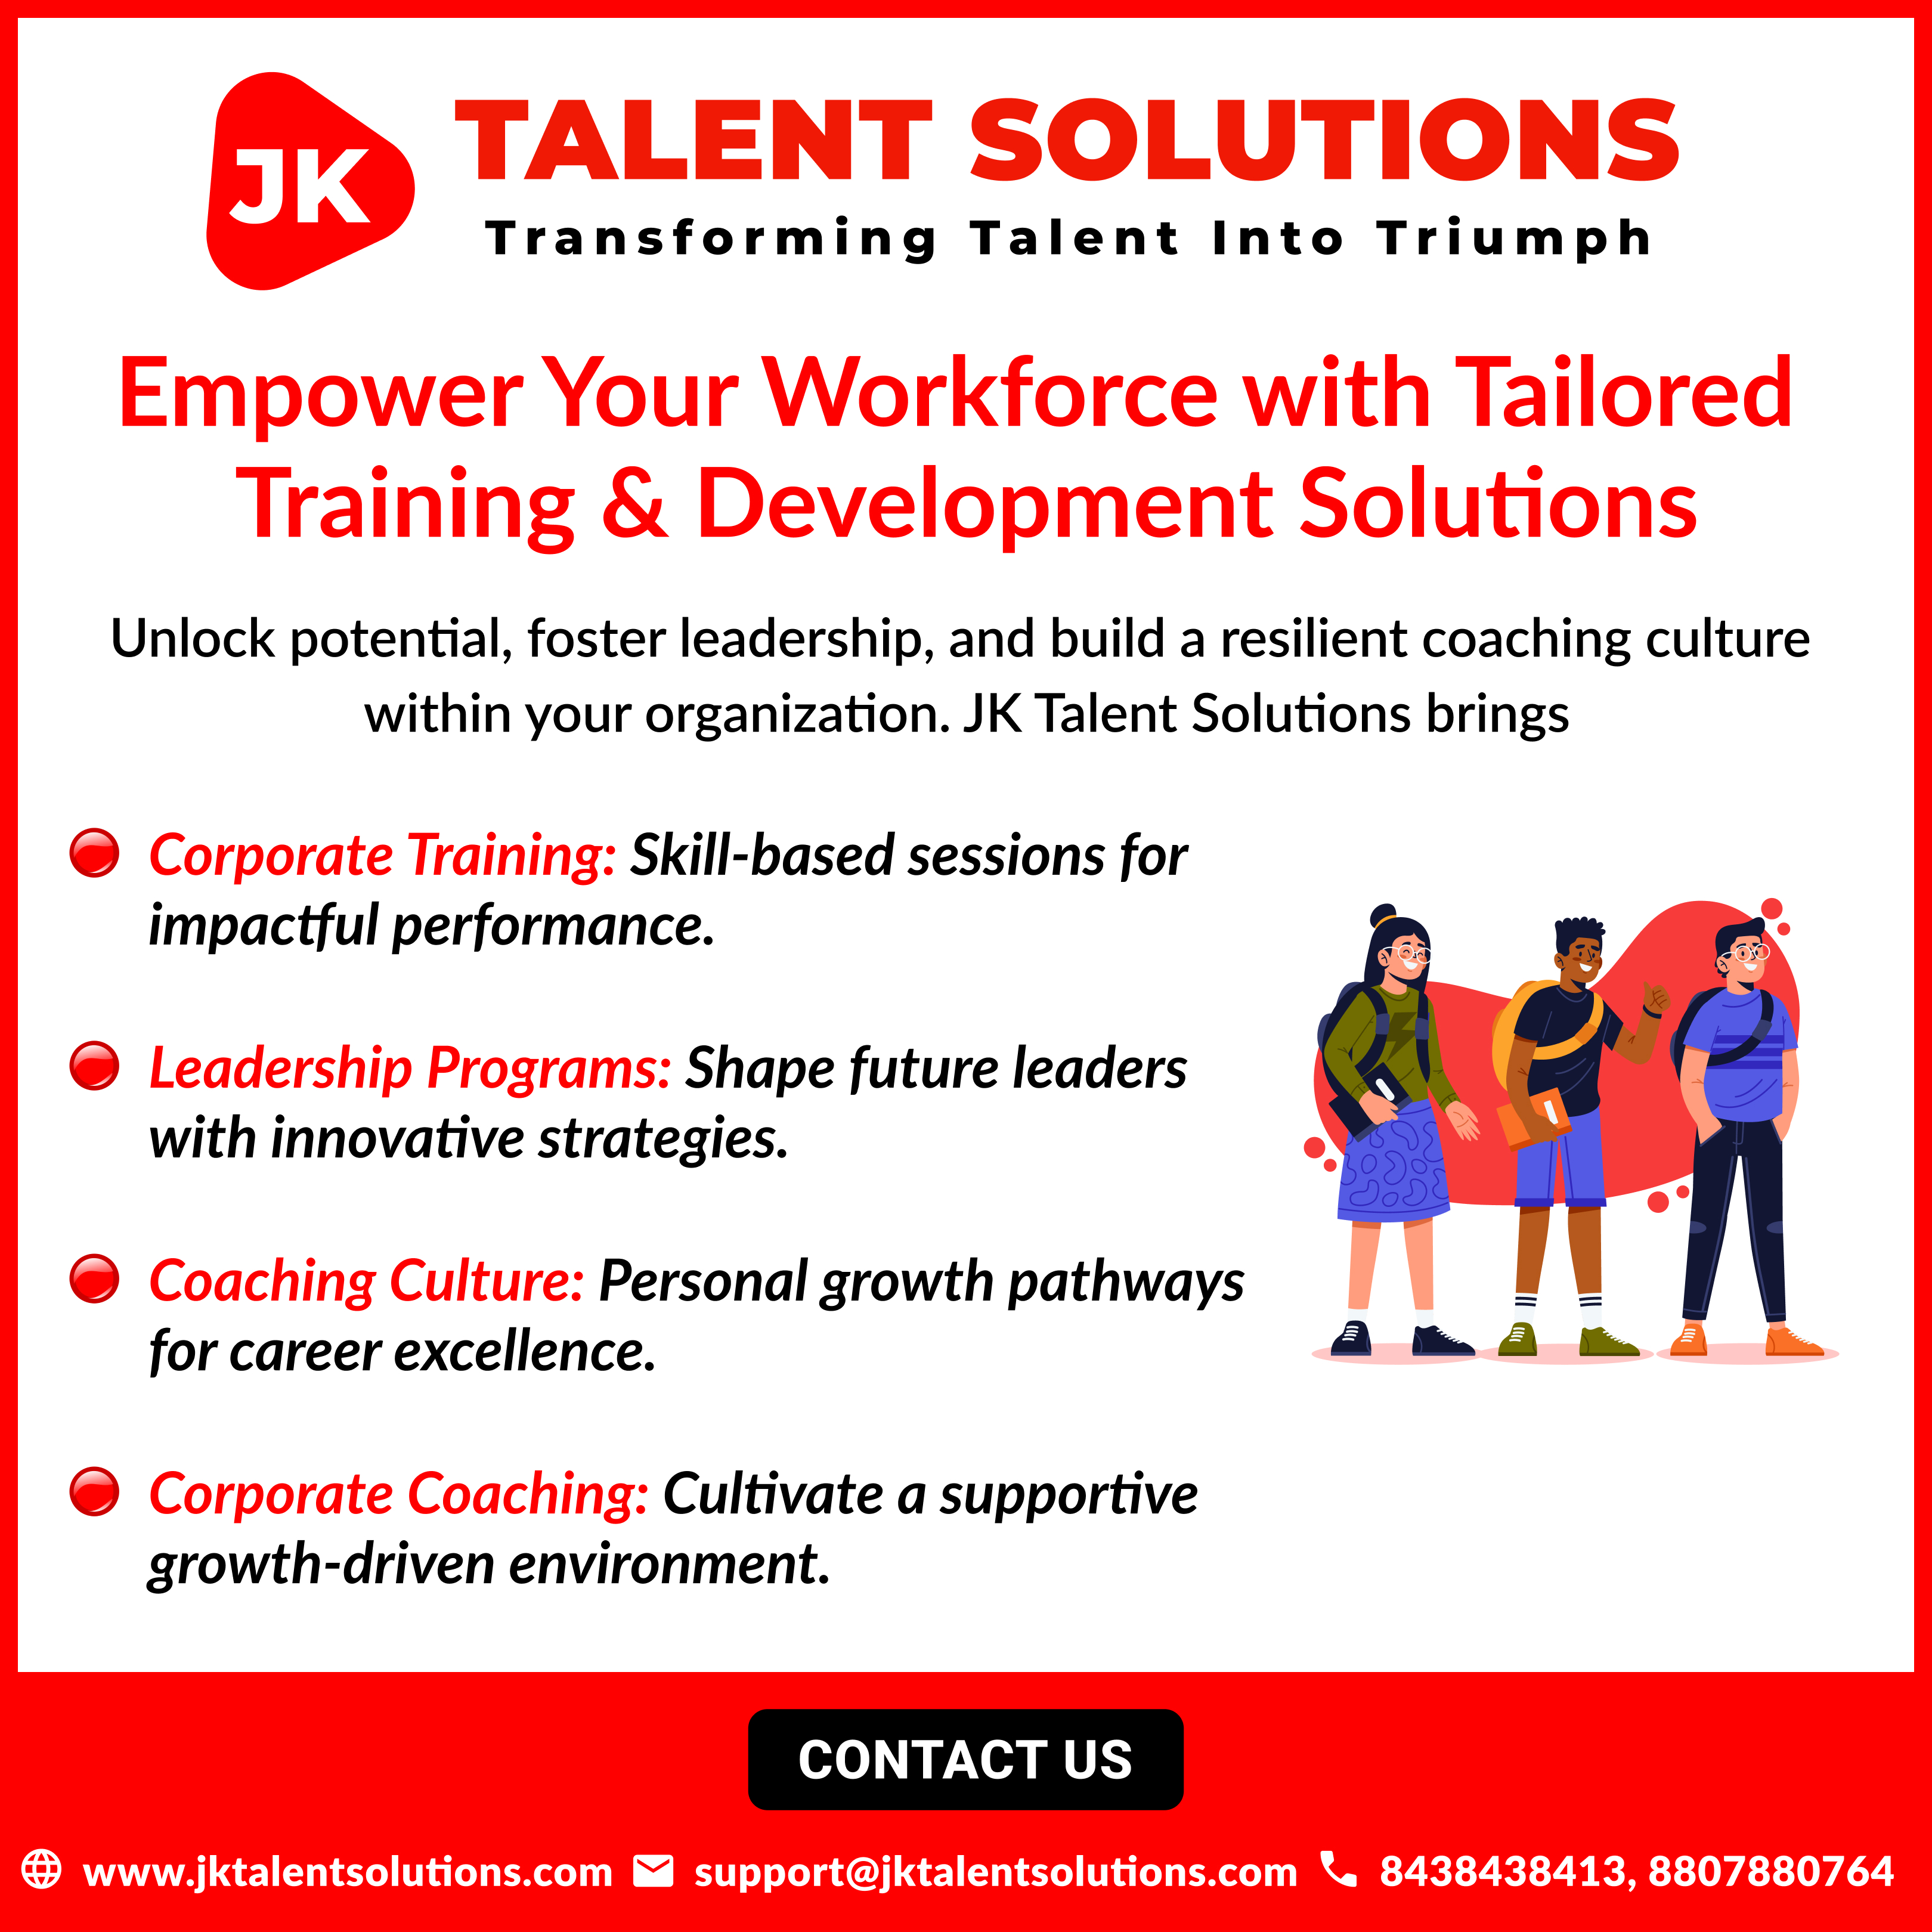 JK
TALENT SOLUTIONS
Transforming Talent Into Triumph
Empower Your Workforce with Tailored
Training & Development Solutions
Unlock potential, foster leadership, and build a resilient coaching culture
within your organization. JK Talent Solutions brings
Corporate Training: Skill-based sessions for
impactful performance.
Leadership Programs: Shape future leaders
with innovative strategies.
Coaching Culture: Personal growth pathways
for career excellence.
Corporate Coaching: Cultivate a supportive
growth-driven environment.
CONTACT US
www.jktalentsolutions.com support@jktalentsolutions.com 8438438413, 8807880764